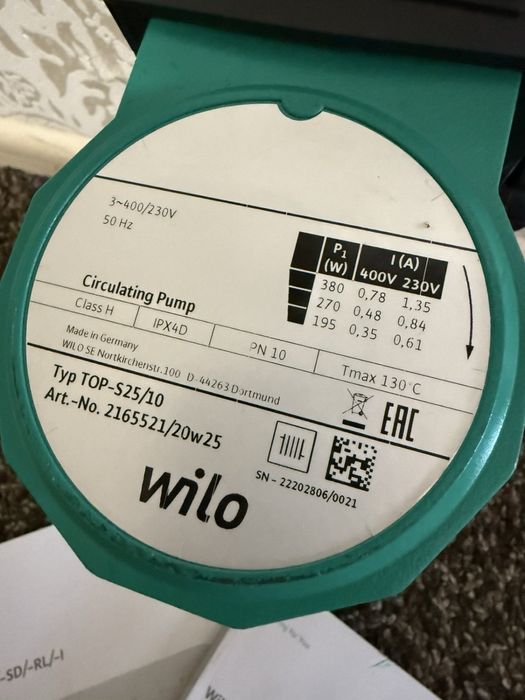 3~400/230V
50 Hz
P1 (W) I (A)
400V 230V
380 0,78 1,35
270 0,48 0,84
195 0,35 0,61
Circulating Pump
Class H IPX4D PN 10 Tmax 130°C
Made in Germany
WILO SE Nortkirchenstr.100 D-44263 Dortmund
Typ TOP-S25/10
Art.-No. 2165521/20w25
EAC
SN - 22202806/0021
wilo
-SD/-RL/-I